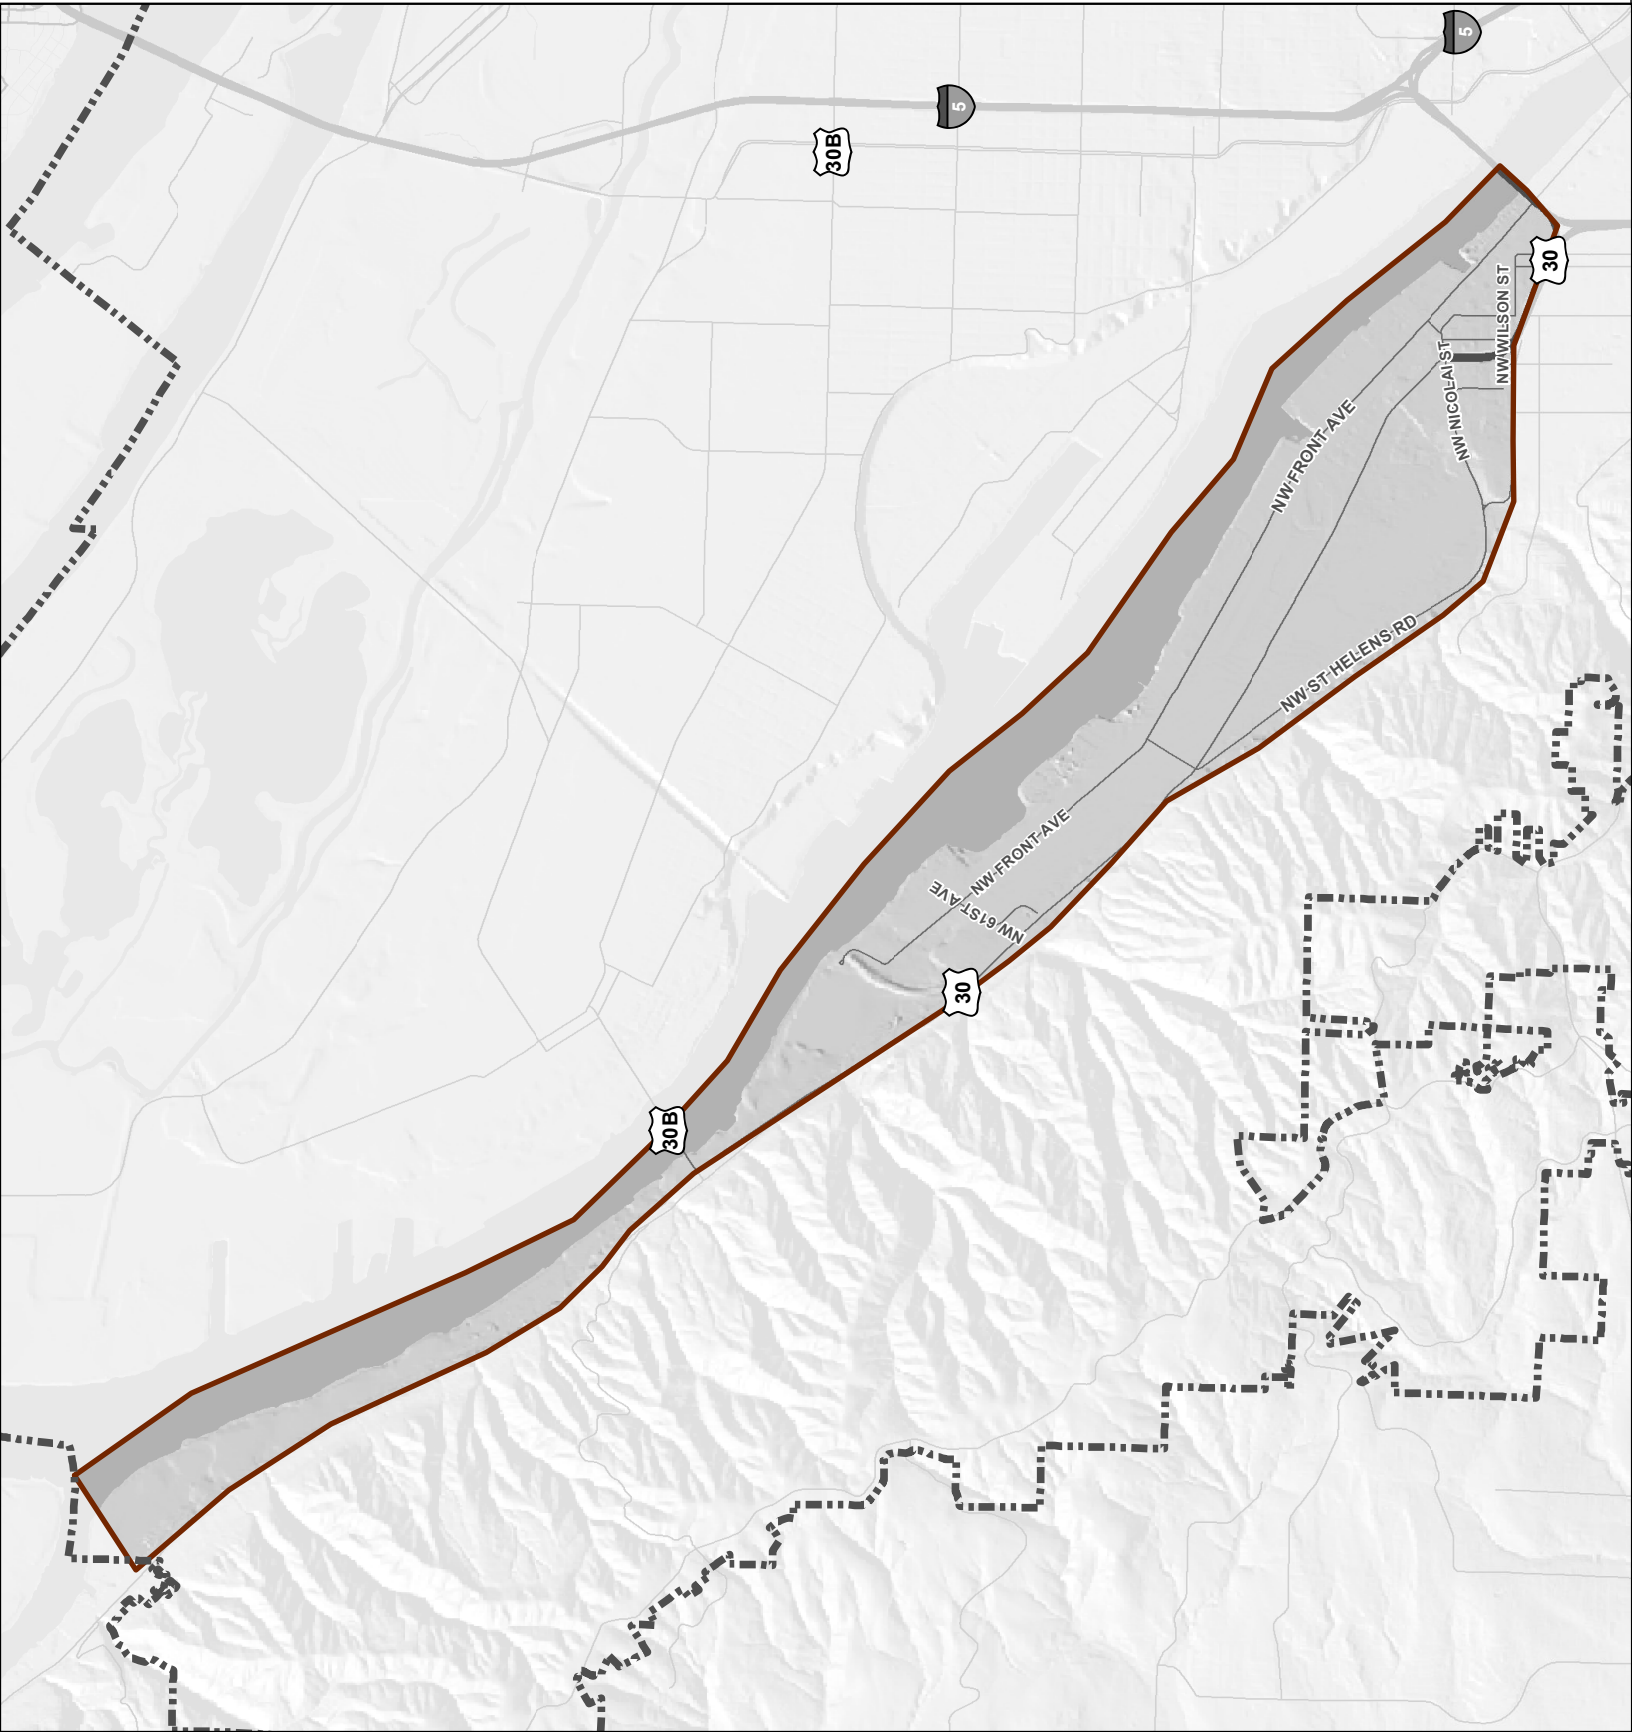 5
5
30B
30
NW WILSON ST
NW NICOLAI ST
NW FRONT AVE
NW ST HELENS RD
NW FRONT AVE
NW 61ST AVE
30
30B